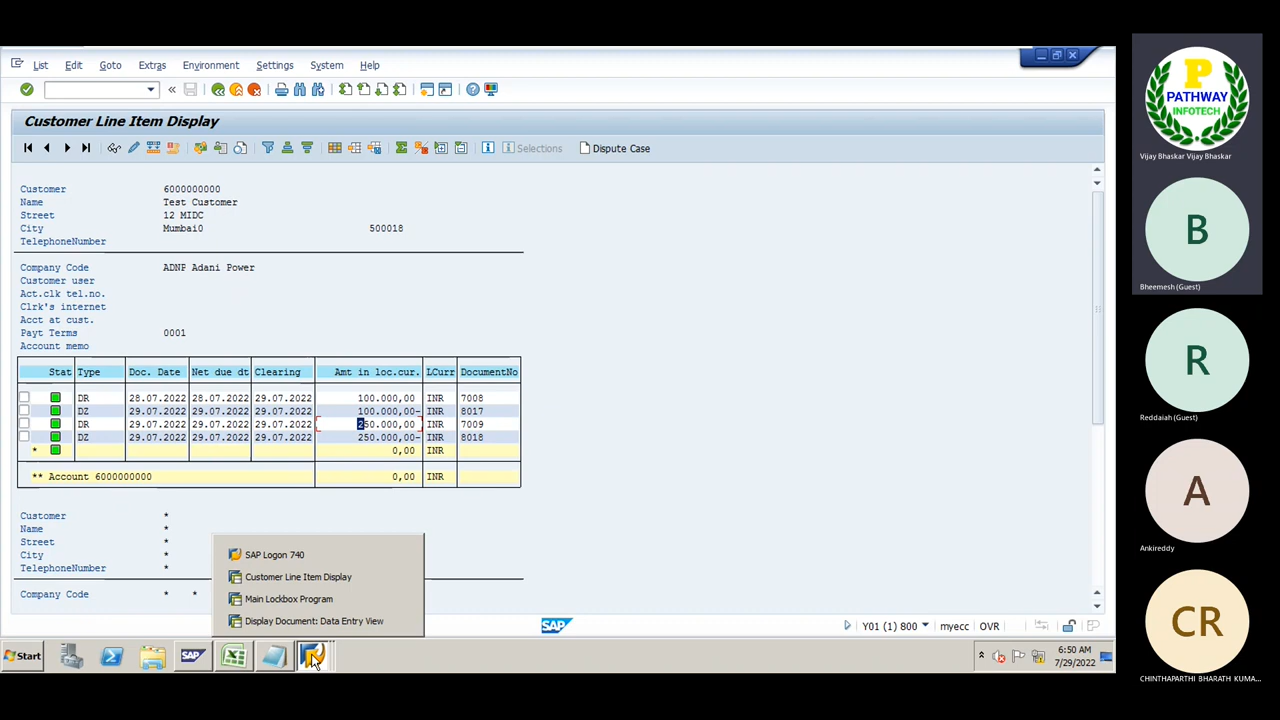 List Edit Goto Extras Environment Settings System Help
Customer Line Item Display
Selections Dispute Case
Customer 6000000000
Name Test Customer
Street 12 MIDC
City Mumbai0 500018
TelephoneNumber
Company Code ADNP Adani Power
Customer user
Act.clk tel.no.
Clrk's internet
Acct at cust.
Payt Terms 0001
Account memo
Stat Type Doc. Date Net due dt Clearing Amt in loc.cur. LCurr DocumentNo
DR 28.07.2022 28.07.2022 29.07.2022 100.000,00 INR 7008
DZ 29.07.2022 29.07.2022 29.07.2022 100.000,00- INR 8017
DR 29.07.2022 29.07.2022 29.07.2022 250.000,00 INR 7009
DZ 29.07.2022 29.07.2022 29.07.2022 250.000,00- INR 8018
* 0,00 INR
** Account 6000000000 0,00 INR
Customer *
Name *
Street *
City *
TelephoneNumber *
Company Code * *
SAP Logon 740
Customer Line Item Display
Main Lockbox Program
Display Document: Data Entry View
SAP
Y01 (1) 800 myecc OVR
Start
SAP
6:50 AM
7/29/2022
P
PATHWAY
INFOTECH
Vijay Bhaskar Vijay Bhaskar
B
Bheemesh (Guest)
R
Reddaiah (Guest)
A
Ankireddy
CR
CHINTHAPARTHI BHARATH KUMA...